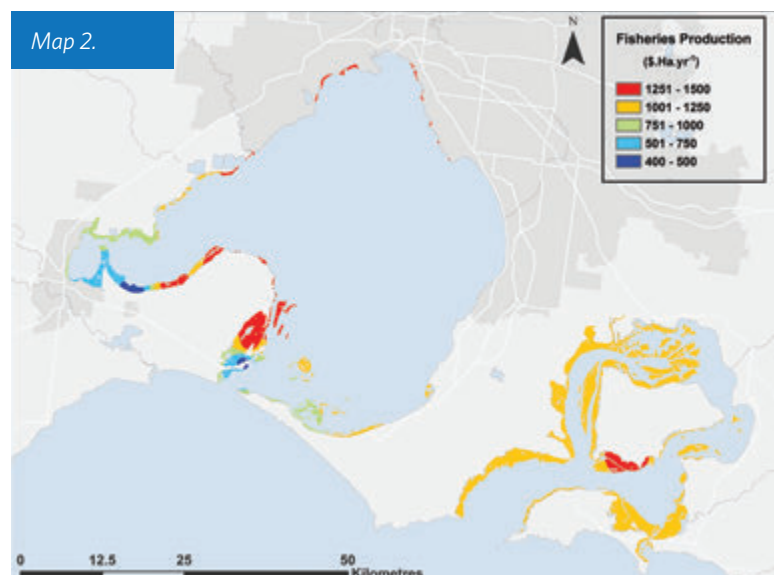 Map 2.
N
Fisheries Production
($.Ha.yr⁻¹)
1251 - 1500
1001 - 1250
751 - 1000
501 - 750
400 - 500
0 12.5 25 50
Kilometres